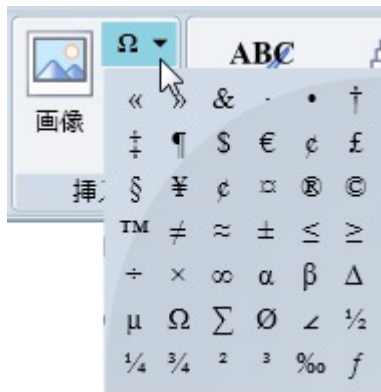 Ω
ABC
画像
挿
« » & · • †
‡ ¶ $ € ¢ £
§ ¥ ¢ ¤ ® ©
™ ≠ ≈ ± ≤ ≥
÷ × ∞ α β Δ
µ Ω ∑ Ø ∠ ½
¼ ¾ ² ³ ‰ ƒ